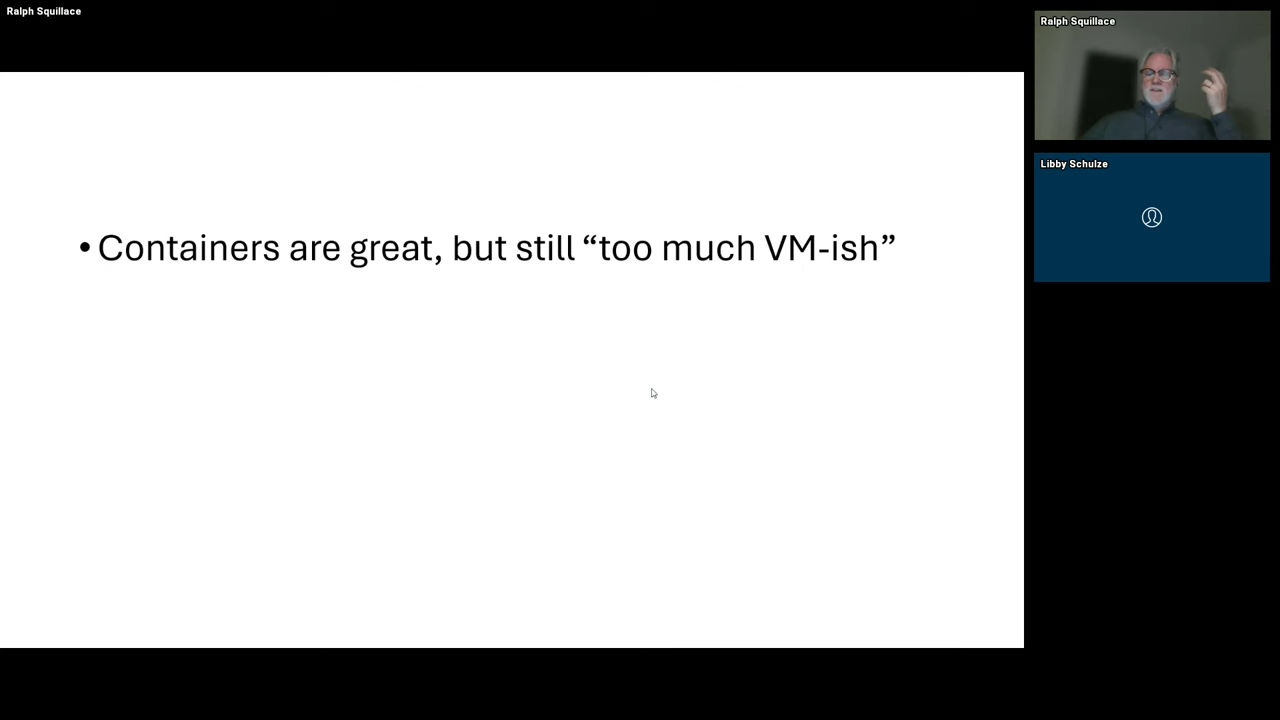 Ralph Squillace
Ralph Squillace
Libby Schulze
• Containers are great, but still “too much VM-ish”